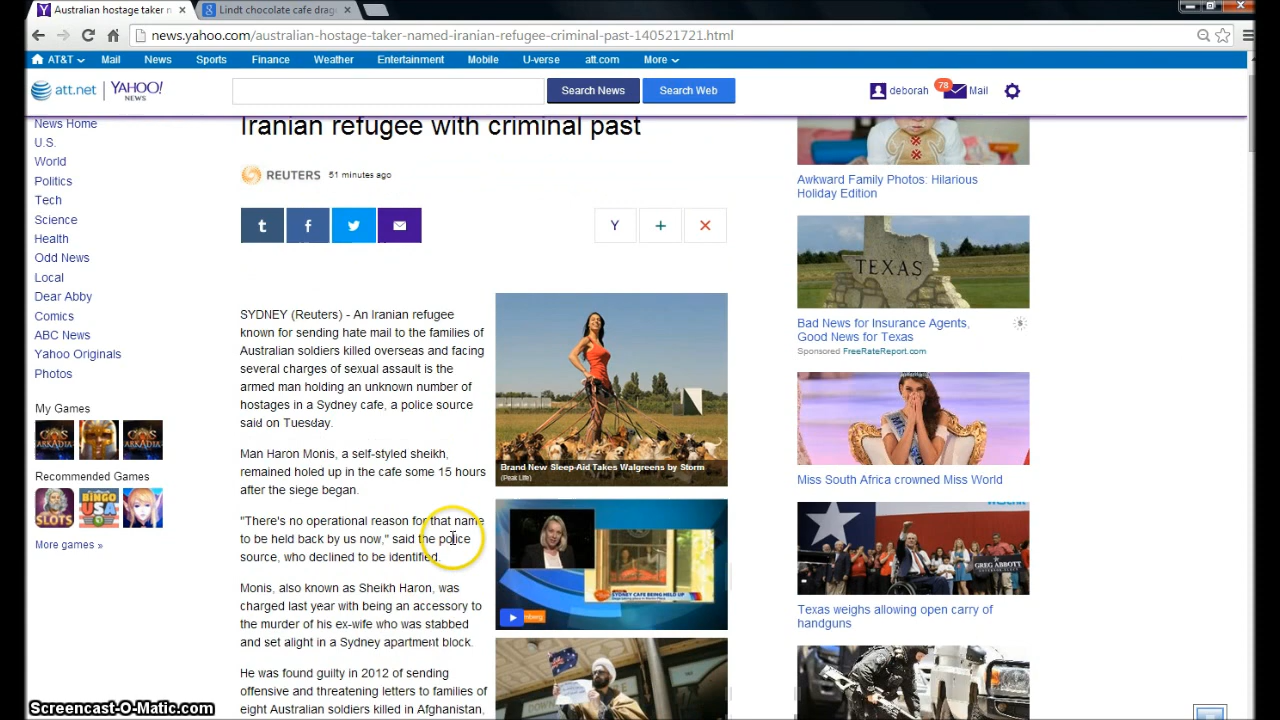 Australian hostage taker n
Lindt chocolate cafe drag
news.yahoo.com/australian-hostage-taker-named-iranian-refugee-criminal-past-140521721.html
AT&T Mail News Sports Finance Weather Entertainment Mobile U-verse att.com More
att.net YAHOO! NEWS Search News Search Web deborah 78 Mail
News Home
U.S.
World
Politics
Tech
Science
Health
Odd News
Local
Dear Abby
Comics
ABC News
Yahoo Originals
Photos
My Games
Recommended Games
SLOTS BINGO USA
More games »
Iranian refugee with criminal past
REUTERS 51 minutes ago
SYDNEY (Reuters) - An Iranian refugee
known for sending hate mail to the families of
Australian soldiers killed overseas and facing
several charges of sexual assault is the
armed man holding an unknown number of
hostages in a Sydney cafe, a police source
said on Tuesday.
Man Haron Monis, a self-styled sheikh,
remained holed up in the cafe some 15 hours
after the siege began.
"There's no operational reason for that name
to be held back by us now," said the police
source, who declined to be identified.
Monis, also known as Sheikh Haron, was
charged last year with being an accessory to
the murder of his ex-wife who was stabbed
and set alight in a Sydney apartment block.
He was found guilty in 2012 of sending
offensive and threatening letters to families of
eight Australian soldiers killed in Afghanistan,
Brand New Sleep-Aid Takes Walgreens by Storm
(Peak Life)
SYDNEY CAFE BEING HELD UP
Awkward Family Photos: Hilarious
Holiday Edition
TEXAS
Bad News for Insurance Agents,
Good News for Texas
Sponsored FreeRateReport.com
Miss South Africa crowned Miss World
GREG ABBOTT
Texas weighs allowing open carry of
handguns
Screencast-O-Matic.com